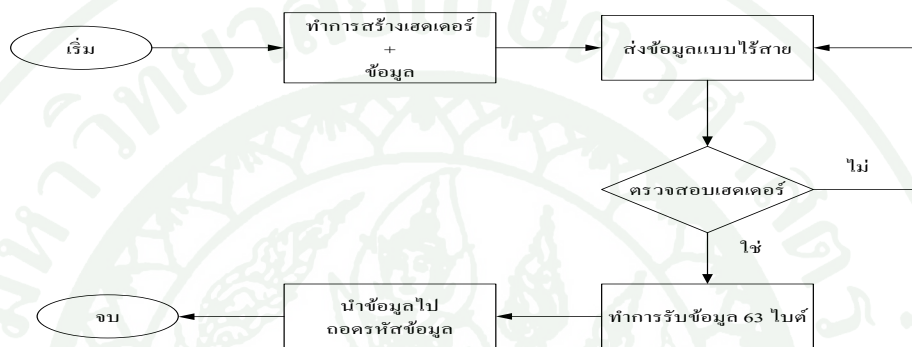 เริ่ม
ทำการสร้างเฮดเดอร์
+
ข้อมูล
ส่งข้อมูลแบบไร้สาย
ตรวจสอบเฮดเดอร์
ไม่
ใช่
ทำการรับข้อมูล 63 ไบต์
นำข้อมูลไป
ถอดรหัสข้อมูล
จบ